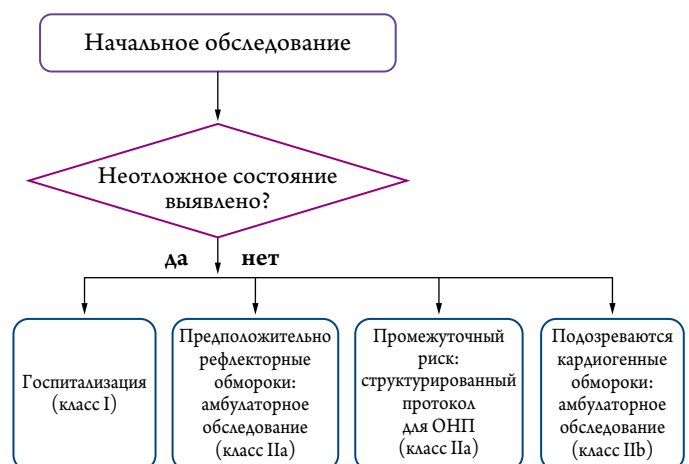 Начальное обследование
Неотложное состояние
выявлено?
да нет
Госпитализация
(класс I)
Предположительно
рефлекторные
обмороки:
амбулаторное
обследование
(класс IIa)
Промежуточный
риск:
структурированный
протокол
для ОНП
(класс IIa)
Подозреваются
кардиогенные
обмороки:
амбулаторное
обследование
(класс IIb)